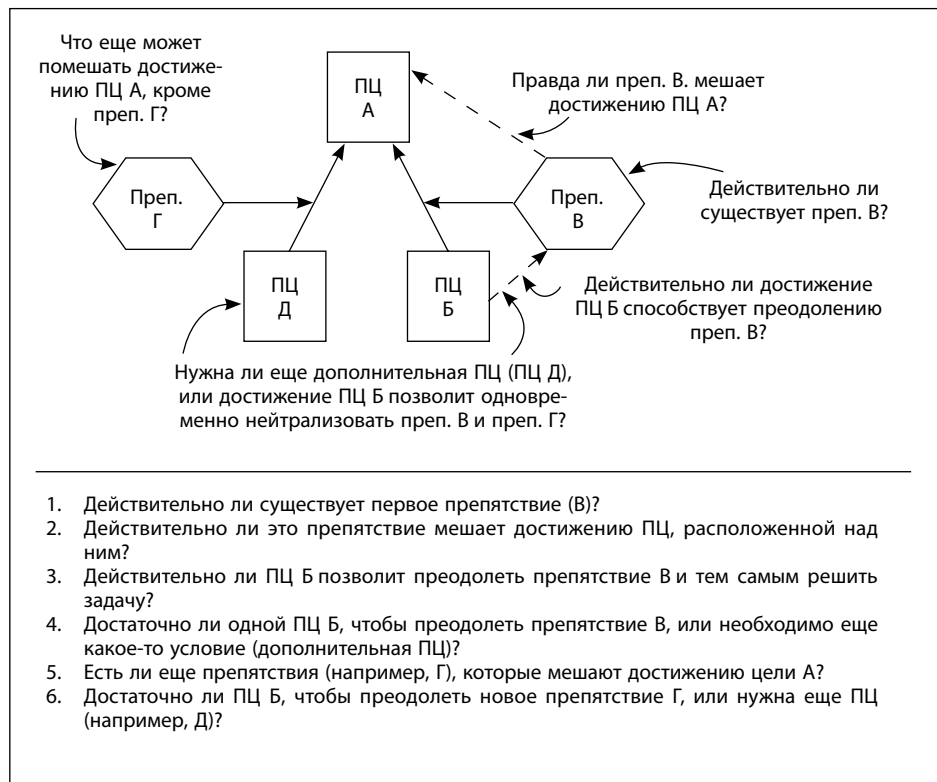 Что еще может
помешать достиже-
нию ПЦ А, кроме
преп. Г?
ПЦ
А
Правда ли преп. В. мешает
достижению ПЦ А?
Преп.
Г
Преп.
В
Действительно ли
существует преп. В?
ПЦ
Д
ПЦ
Б
Действительно ли достижение
ПЦ Б способствует преодолению
преп. В?
Нужна ли еще дополнительная ПЦ (ПЦ Д),
или достижение ПЦ Б позволит одновре-
менно нейтрализовать преп. В и преп. Г?
1. Действительно ли существует первое препятствие (В)?
2. Действительно ли это препятствие мешает достижению ПЦ, расположенной над
ним?
3. Действительно ли ПЦ Б позволит преодолеть препятствие В и тем самым решить
задачу?
4. Достаточно ли одной ПЦ Б, чтобы преодолеть препятствие В, или необходимо еще
какое-то условие (дополнительная ПЦ)?
5. Есть ли еще препятствия (например, Г), которые мешают достижению цели А?
6. Достаточно ли ПЦ Б, чтобы преодолеть новое препятствие Г, или нужна еще ПЦ
(например, Д)?